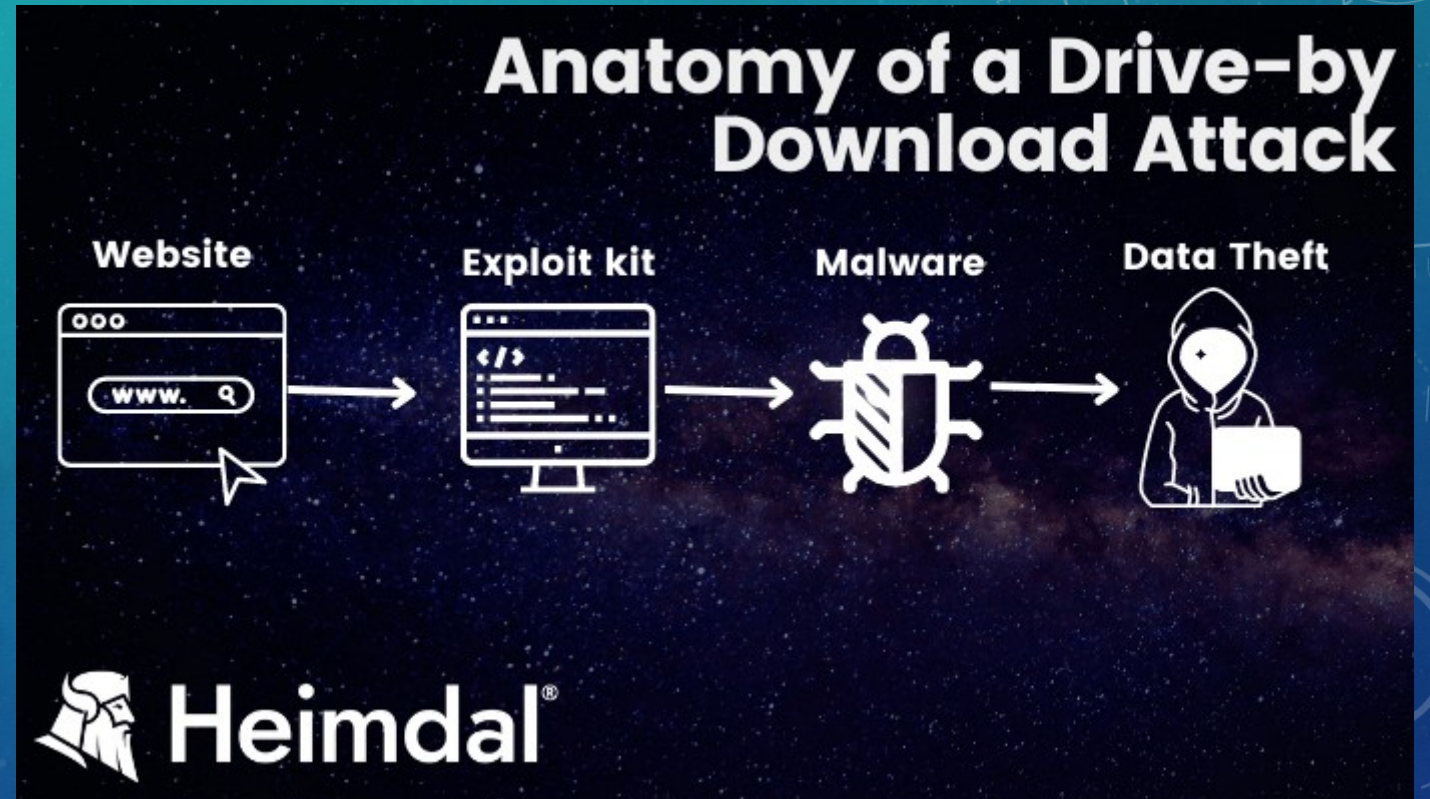 Anatomy of a Drive-by
Download Attack
Website
Exploit kit
Malware
Data Theft
www.
</>
Heimdal®